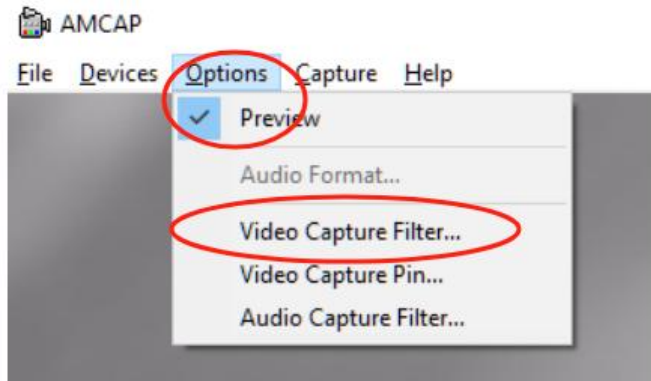 AMCAP
File Devices Options Capture Help
Preview
Audio Format...
Video Capture Filter...
Video Capture Pin...
Audio Capture Filter...